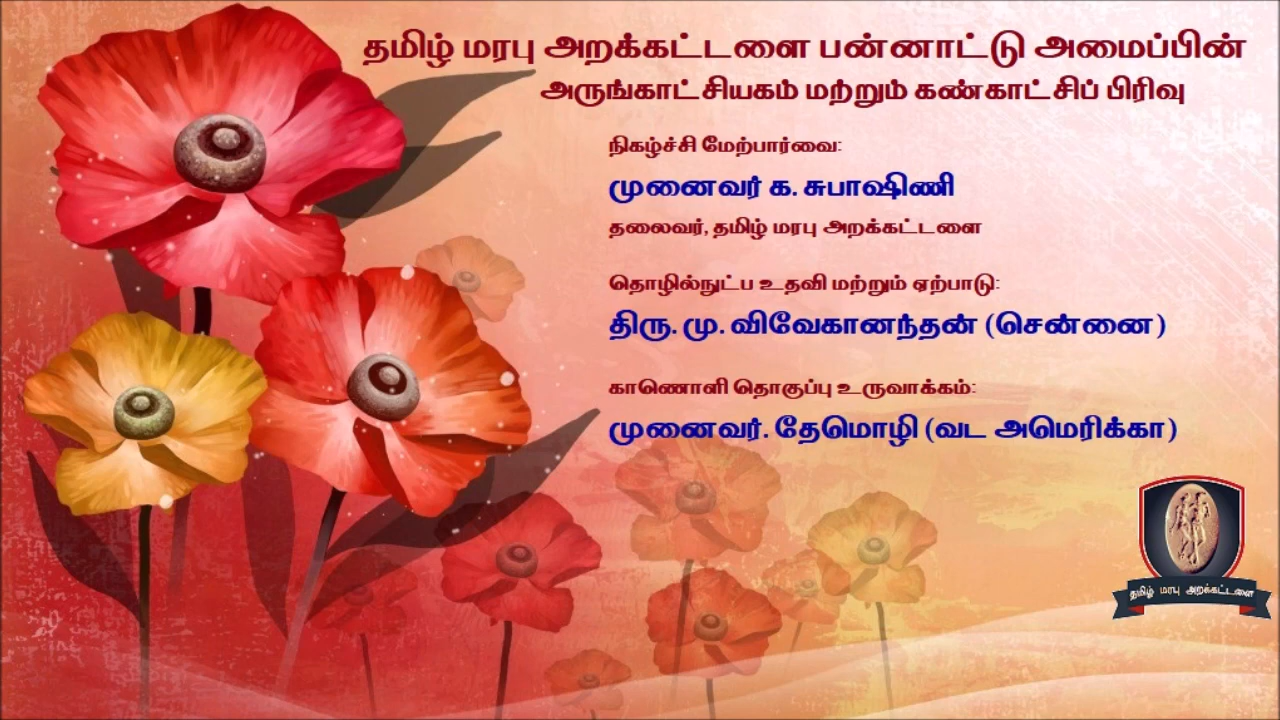 தமிழ் மரபு அறக்கட்டளை பன்னாட்டு அமைப்பின்
அருங்காட்சியகம் மற்றும் கண்காட்சிப் பிரிவு
நிகழ்ச்சி மேற்பார்வை:
முனைவர் க. சுபாஷிணி
தலைவர், தமிழ் மரபு அறக்கட்டளை
தொழில்நுட்ப உதவி மற்றும் ஏற்பாடு:
திரு. மு. விவேகானந்தன் (சென்னை)
காணொளி தொகுப்பு உருவாக்கம்:
முனைவர். தேமொழி (வட அமெரிக்கா)
தமிழ் மரபு அறக்கட்டளை